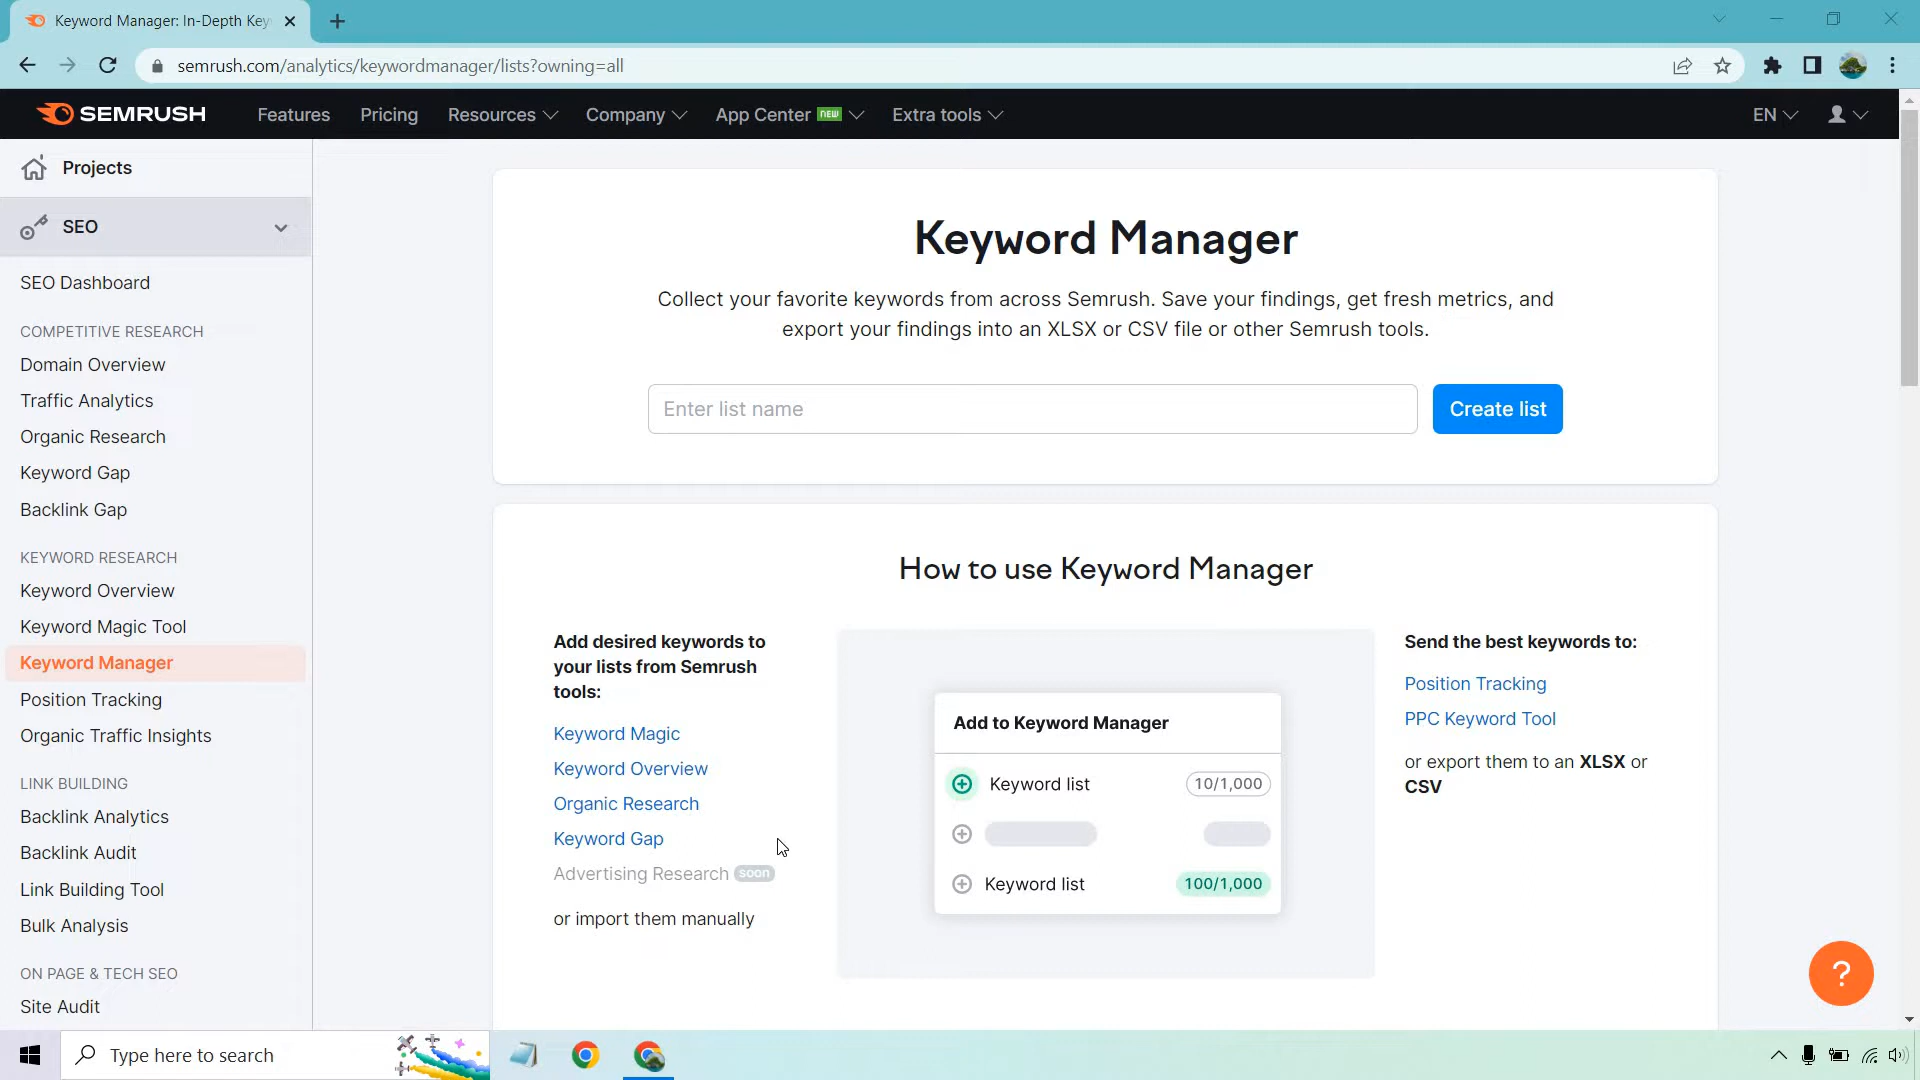 Keyword Manager: In-Depth Key
semrush.com/analytics/keywordmanager/lists?owning=all
SEMRUSH
Features
Pricing
Resources
Company
App Center NEW
Extra tools
EN
Projects
SEO
SEO Dashboard
COMPETITIVE RESEARCH
Domain Overview
Traffic Analytics
Organic Research
Keyword Gap
Backlink Gap
KEYWORD RESEARCH
Keyword Overview
Keyword Magic Tool
Keyword Manager
Position Tracking
Organic Traffic Insights
LINK BUILDING
Backlink Analytics
Backlink Audit
Link Building Tool
Bulk Analysis
ON PAGE & TECH SEO
Site Audit
Keyword Manager
Collect your favorite keywords from across Semrush. Save your findings, get fresh metrics, and
export your findings into an XLSX or CSV file or other Semrush tools.
Enter list name
Create list
How to use Keyword Manager
Add desired keywords to
your lists from Semrush
tools:
Keyword Magic
Keyword Overview
Organic Research
Keyword Gap
Advertising Research soon
or import them manually
Add to Keyword Manager
Keyword list 10/1,000
Keyword list 100/1,000
Send the best keywords to:
Position Tracking
PPC Keyword Tool
or export them to an XLSX or
CSV
?
Type here to search